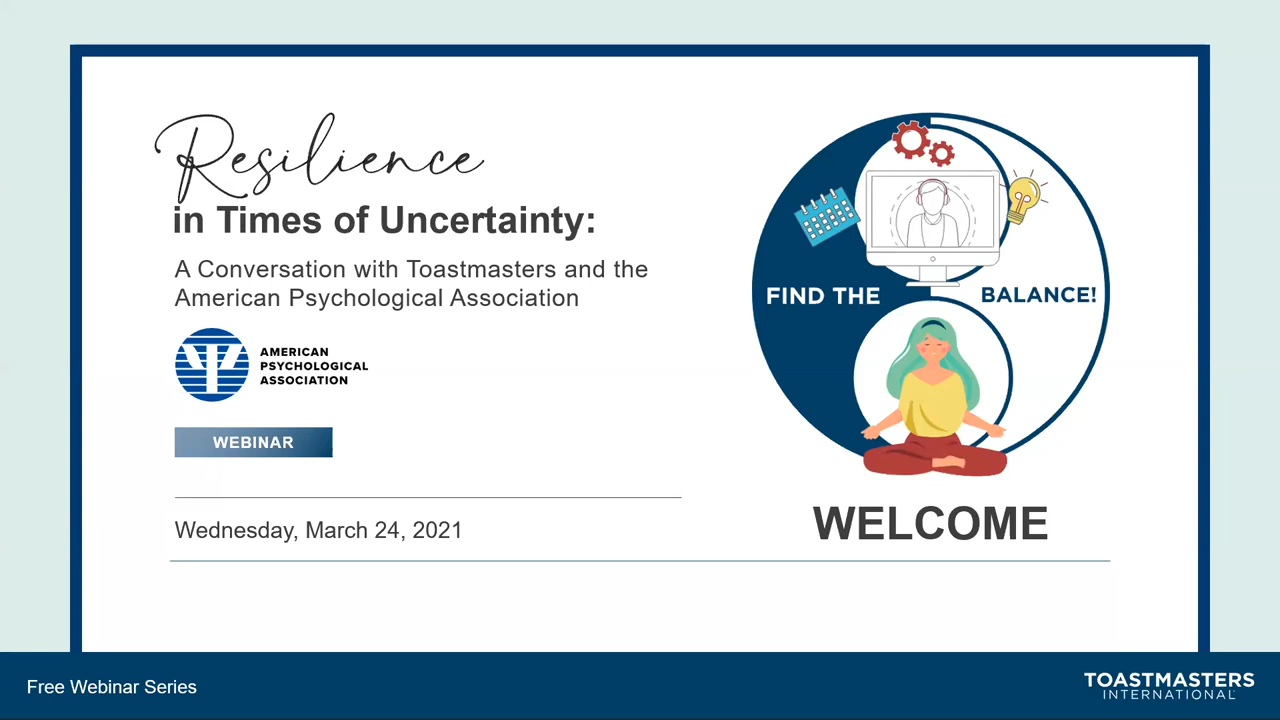 Resilience
in Times of Uncertainty:
A Conversation with Toastmasters and the
American Psychological Association
AMERICAN
PSYCHOLOGICAL
ASSOCIATION
WEBINAR
Wednesday, March 24, 2021
FIND THE BALANCE!
WELCOME
Free Webinar Series
TOASTMASTERS
INTERNATIONAL